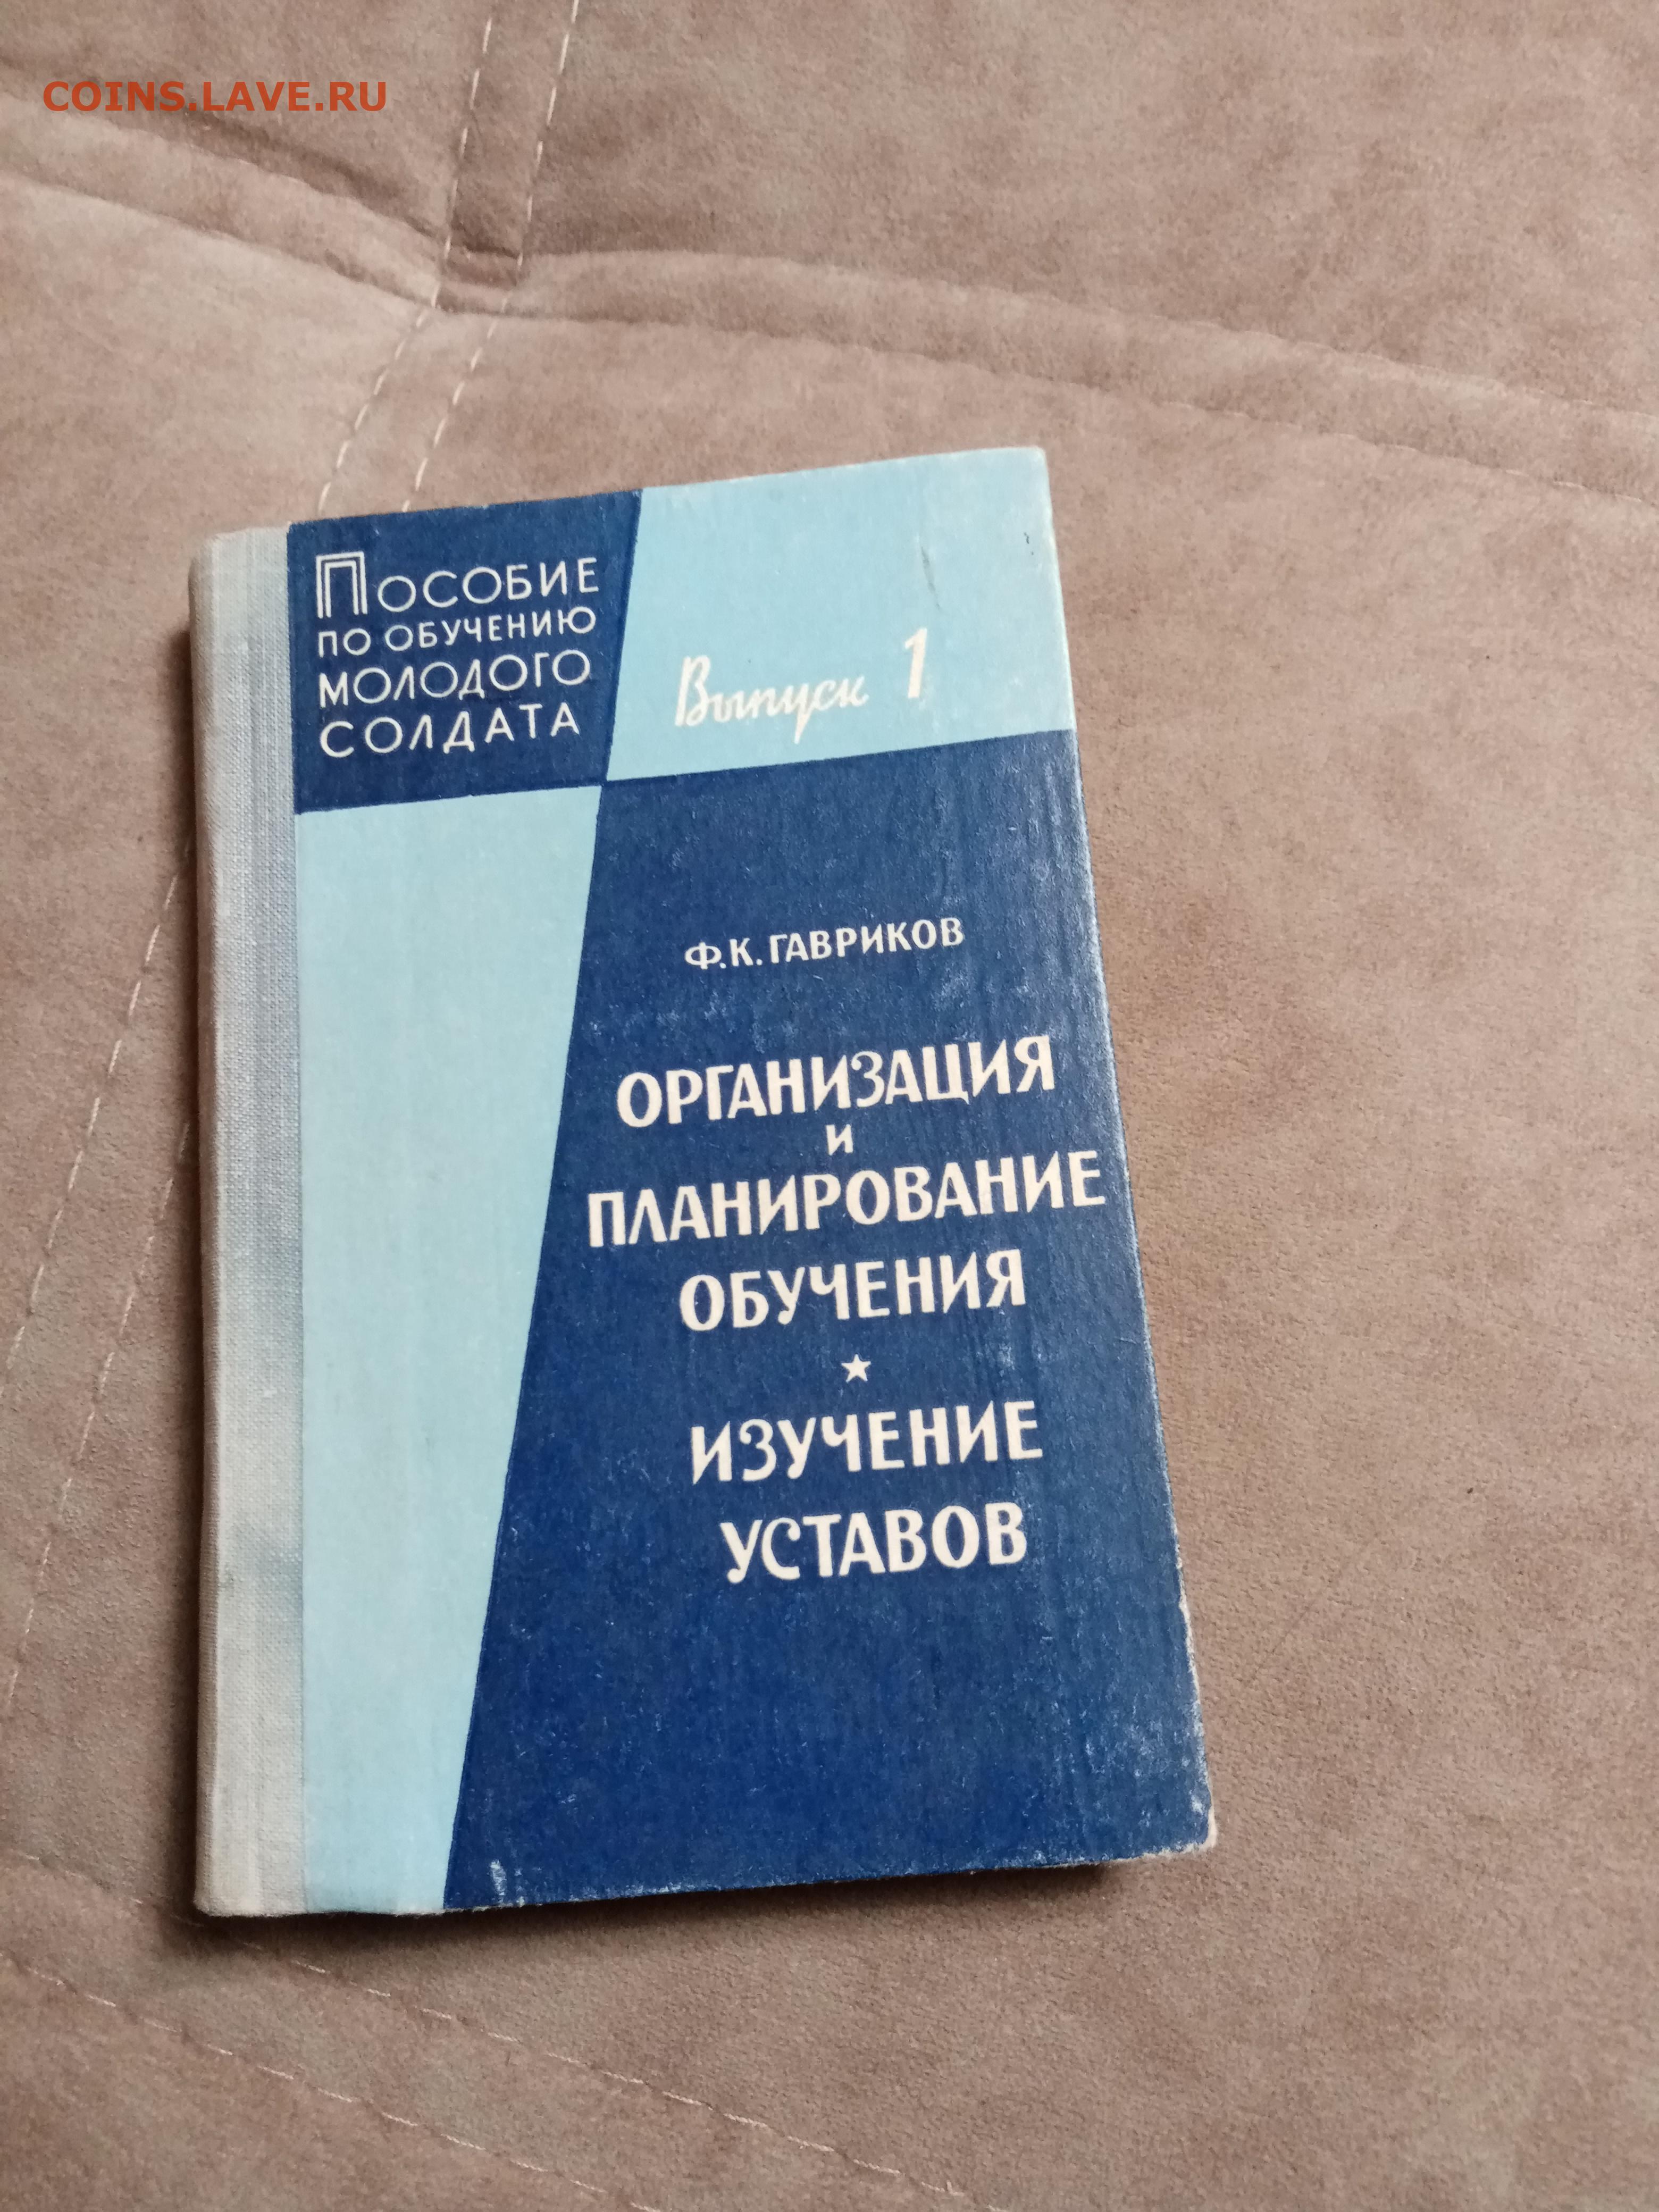 COINS.LAVE.RU
ПОСОБИЕ
ПО ОБУЧЕНИЮ
МОЛОДОГО
СОЛДАТА
Выпуск 1
Ф.К.ГАВРИКОВ
ОРГАНИЗАЦИЯ
И
ПЛАНИРОВАНИЕ
ОБУЧЕНИЯ
★
ИЗУЧЕНИЕ
УСТАВОВ